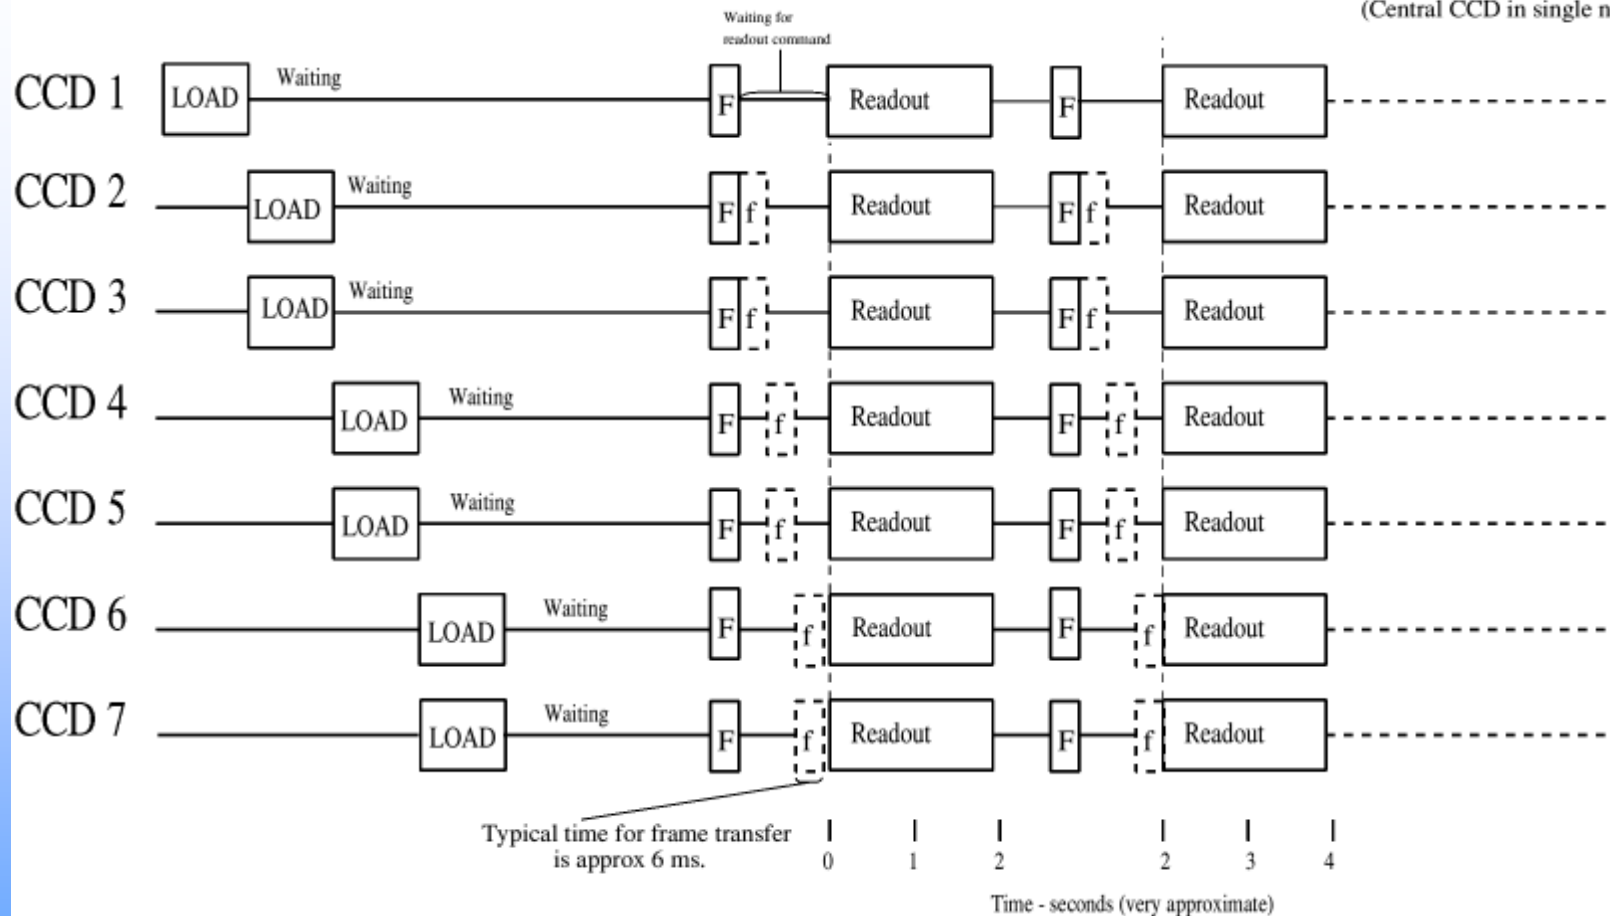 (Central CCD in single
Waiting for
readout command
CCD 1 LOAD Waiting F Readout F Readout
CCD 2 LOAD Waiting F f Readout F f Readout
CCD 3 LOAD Waiting F f Readout F f Readout
CCD 4 LOAD Waiting F f Readout F f Readout
CCD 5 LOAD Waiting F f Readout F f Readout
CCD 6 LOAD Waiting F f Readout F f Readout
CCD 7 LOAD Waiting F f Readout F f Readout
Typical time for frame transfer
is approx 6 ms.
0 1 2 2 3 4
Time - seconds (very approximate)